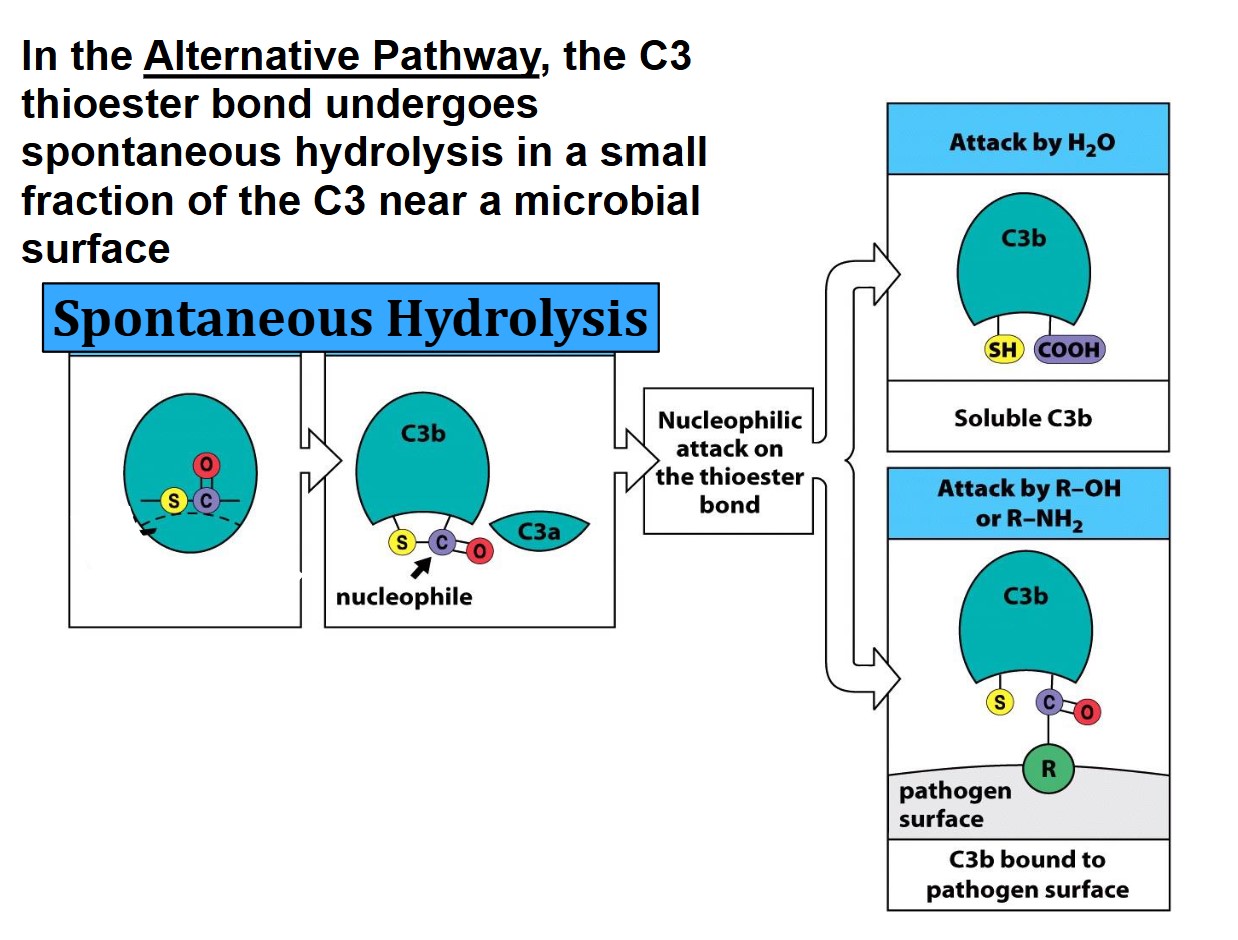 In the Alternative Pathway, the C3
thioester bond undergoes
spontaneous hydrolysis in a small
fraction of the C3 near a microbial
surface
Spontaneous Hydrolysis
O
S C
C3b
S C O
C3a
nucleophile
Nucleophilic
attack on
the thioester
bond
Attack by H₂O
C3b
SH COOH
Soluble C3b
Attack by R–OH
or R–NH₂
C3b
S C O
R
pathogen
surface
C3b bound to
pathogen surface